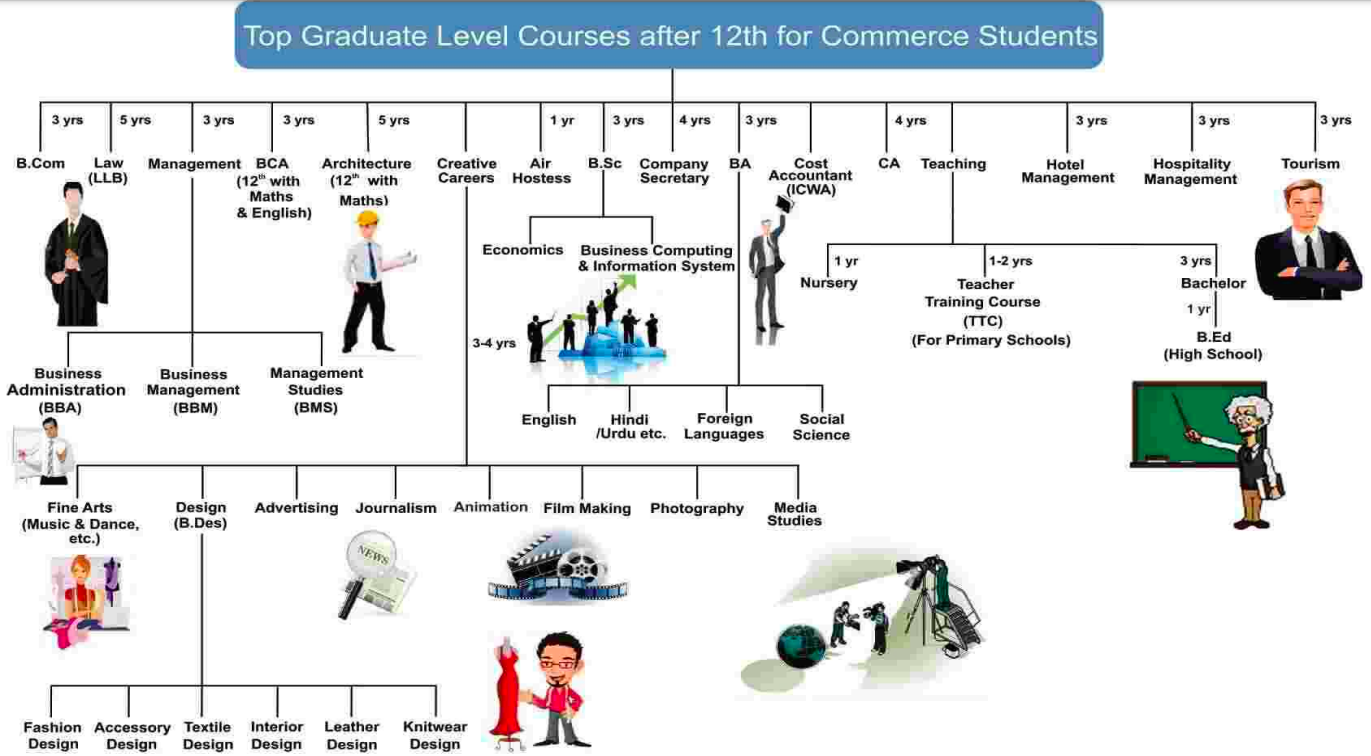 Top Graduate Level Courses after 12th for Commerce Students
3 yrs
5 yrs
3 yrs
3 yrs
5 yrs
1 yr
3 yrs
4 yrs
3 yrs
4 yrs
3 yrs
3 yrs
3 yrs
B.Com
Law
(LLB)
Management
BCA
(12th with
Maths
& English)
Architecture
(12th with
Maths)
Creative
Careers
Air
Hostess
B.Sc
Company
Secretary
BA
Cost
Accountant
(ICWA)
CA
Teaching
Hotel
Management
Hospitality
Management
Tourism
Economics
Business Computing
& Information System
1 yr
Nursery
1-2 yrs
Teacher
Training Course
(TTC)
(For Primary Schools)
3 yrs
Bachelor
1 yr
B.Ed
(High School)
3-4 yrs
Business
Administration
(BBA)
Business
Management
(BBM)
Management
Studies
(BMS)
English
Hindi
/Urdu etc.
Foreign
Languages
Social
Science
Fine Arts
(Music & Dance,
etc.)
Design
(B.Des)
Advertising
Journalism
Animation
Film Making
Photography
Media
Studies
NEWS
Fashion
Design
Accessory
Design
Textile
Design
Interior
Design
Leather
Design
Knitwear
Design